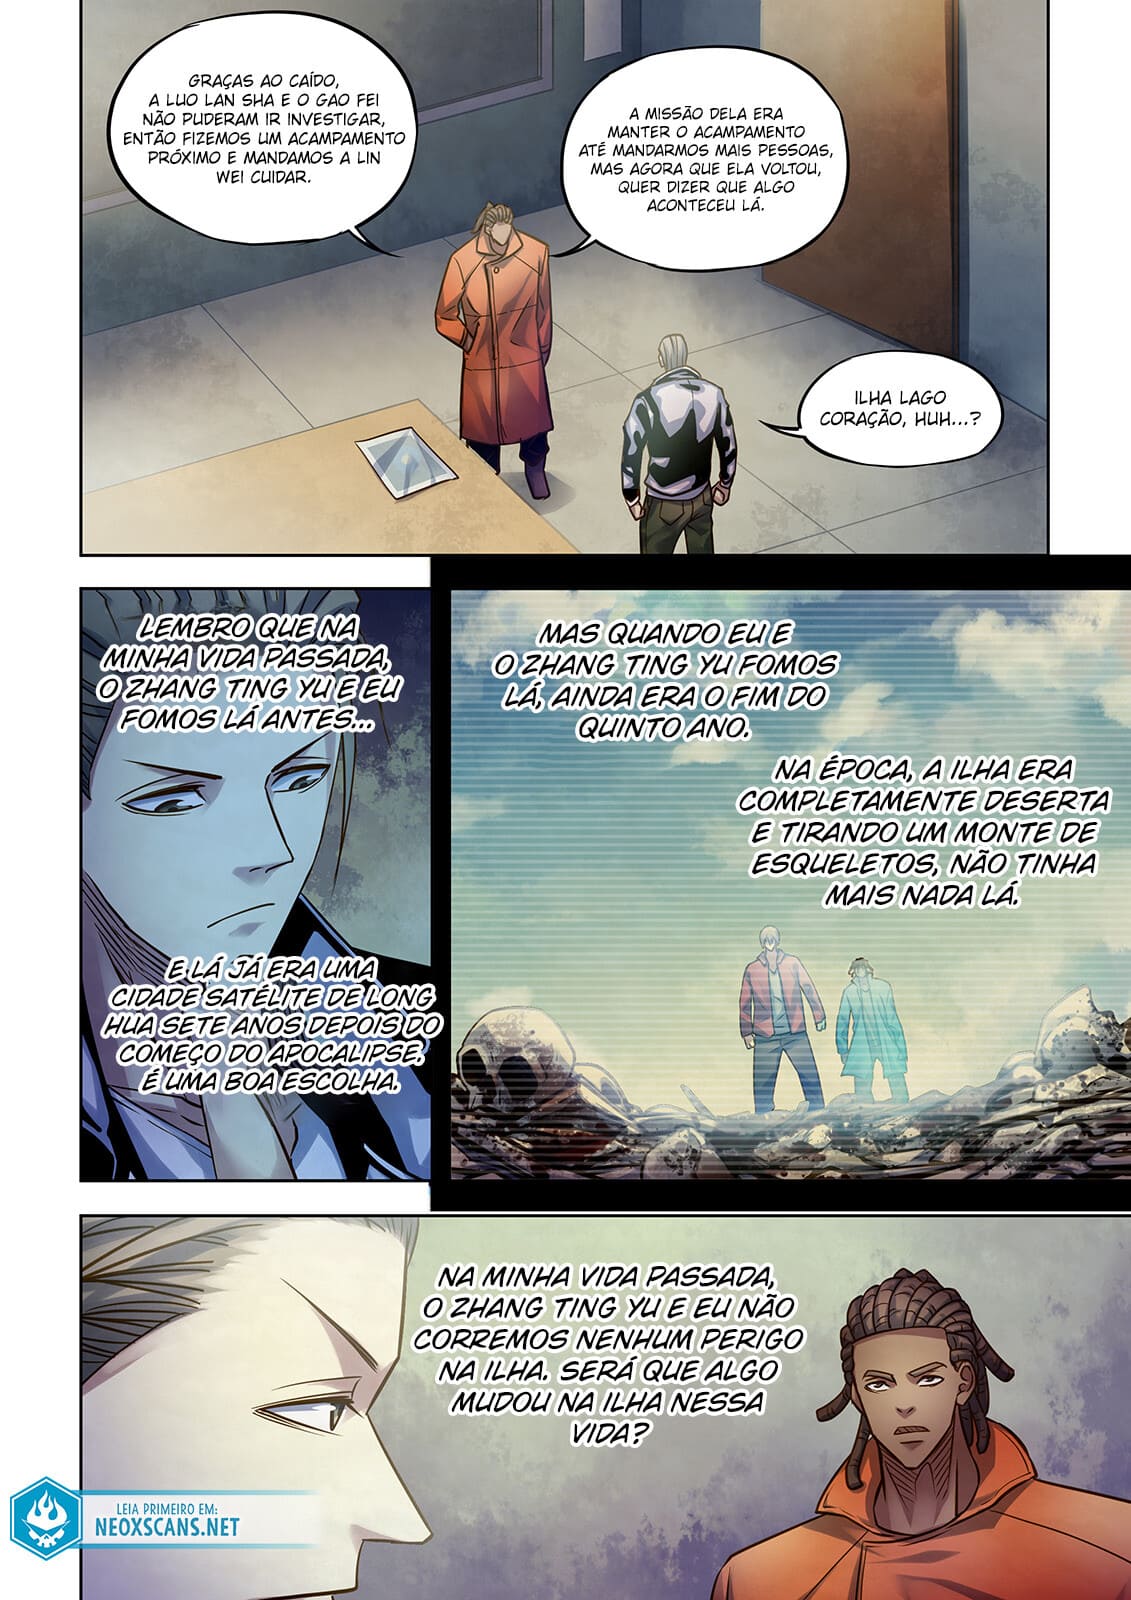 GRAÇAS AO CAÍDO,
A LUO LAN SHA E O GAO FEI
NÃO PUDERAM IR INVESTIGAR,
ENTÃO FIZEMOS UM ACAMPAMENTO
PRÓXIMO E MANDAMOS A LIN
WEI CUIDAR.
A MISSÃO DELA ERA
MANTER O ACAMPAMENTO
ATÉ MANDARMOS MAIS PESSOAS,
MAS AGORA QUE ELA VOLTOU,
QUER DIZER QUE ALGO
ACONTECEU LÁ.
ILHA LAGO
CORAÇÃO, HUH...?
LEMBRO QUE NA
MINHA VIDA PASSADA,
O ZHANG TING YU E EU
FOMOS LÁ ANTES...
E LÁ JÁ ERA UMA
CIDADE SATÉLITE DE LONG
HUA SETE ANOS DEPOIS DO
COMEÇO DO APOCALIPSE.
É UMA BOA ESCOLHA.
MAS QUANDO EU E
O ZHANG TING YU FOMOS
LÁ, AINDA ERA O FIM DO
QUINTO ANO.
NA ÉPOCA, A ILHA ERA
COMPLETAMENTE DESERTA
E TIRANDO UM MONTE DE
ESQUELETOS, NÃO TINHA
MAIS NADA LÁ.
NA MINHA VIDA PASSADA,
O ZHANG TING YU E EU NÃO
CORREMOS NENHUM PERIGO
NA ILHA. SERÁ QUE ALGO
MUDOU NA ILHA NESSA
VIDA?
LEIA PRIMEIRO EM:
NEOXSCANS.NET